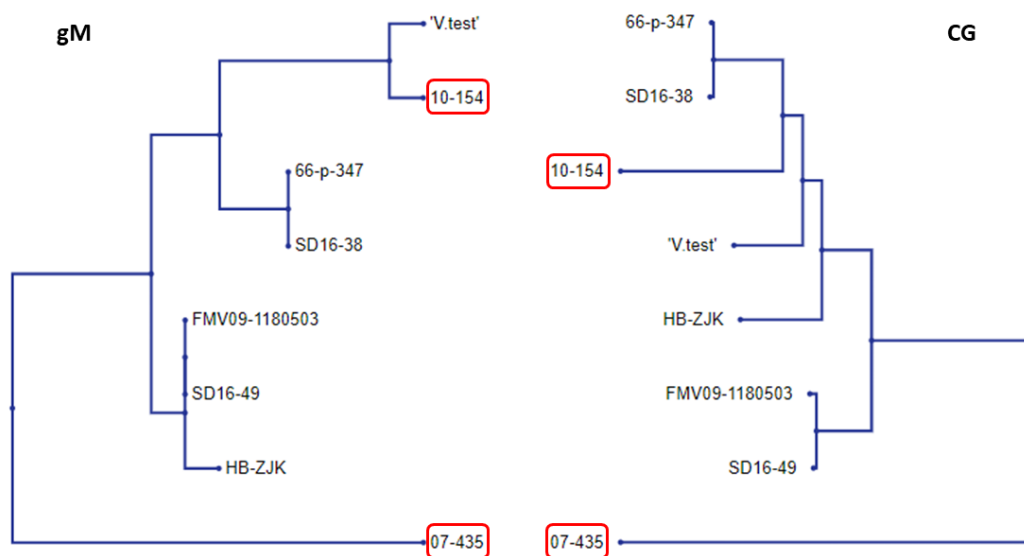 gM
'V.test'
10-154
66-p-347
SD16-38
FMV09-1180503
SD16-49
HB-ZJK
07-435
CG
66-p-347
SD16-38
10-154
'V.test'
HB-ZJK
FMV09-1180503
SD16-49
07-435